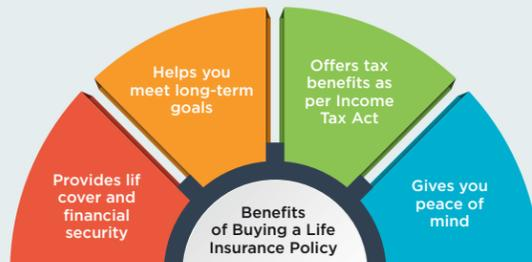 Provides lif
cover and
financial
security
Helps you
meet long-term
goals
Offers tax
benefits as
per Income
Tax Act
Gives you
peace of
mind
Benefits
of Buying a Life
Insurance Policy